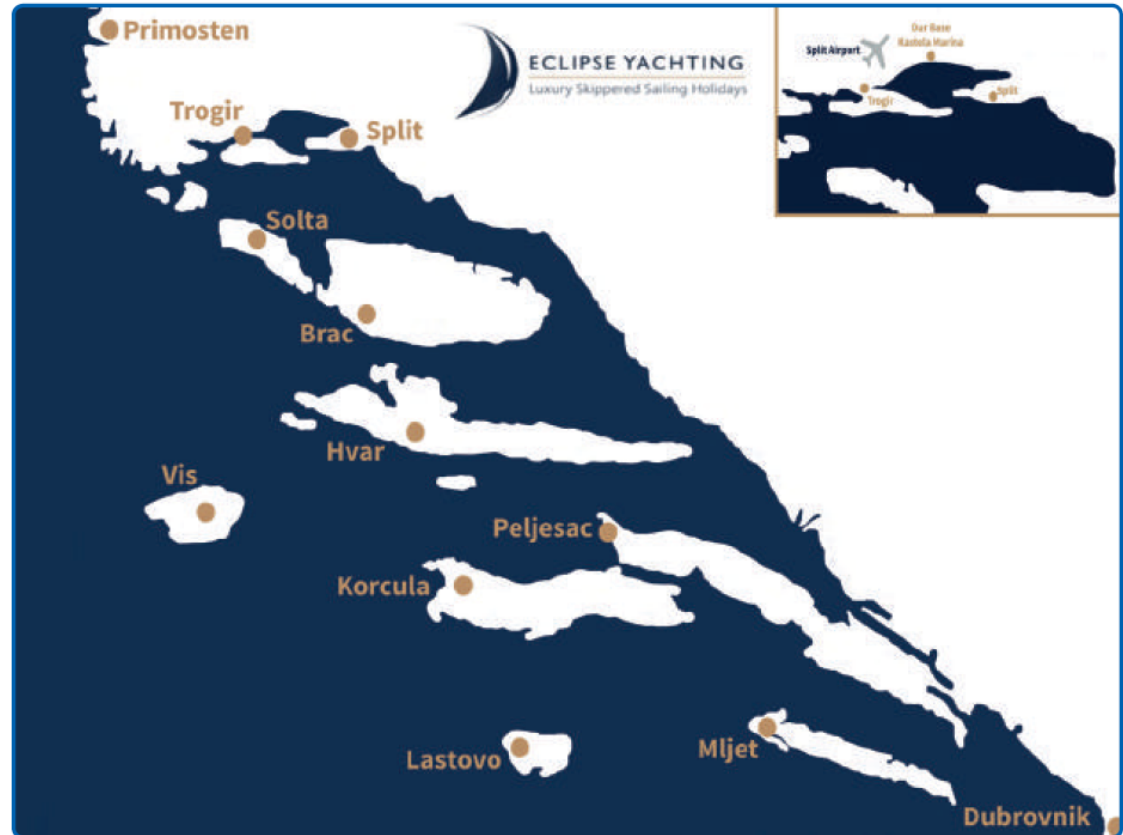 Primosten
ECLIPSE YACHTING
Luxury Skippered Sailing Holidays
Our Base
Kastela Marina
Split Airport
Trogir
Split
Trogir
Split
Solta
Brac
Hvar
Vis
Peljesac
Korcula
Lastovo
Mljet
Dubrovnik